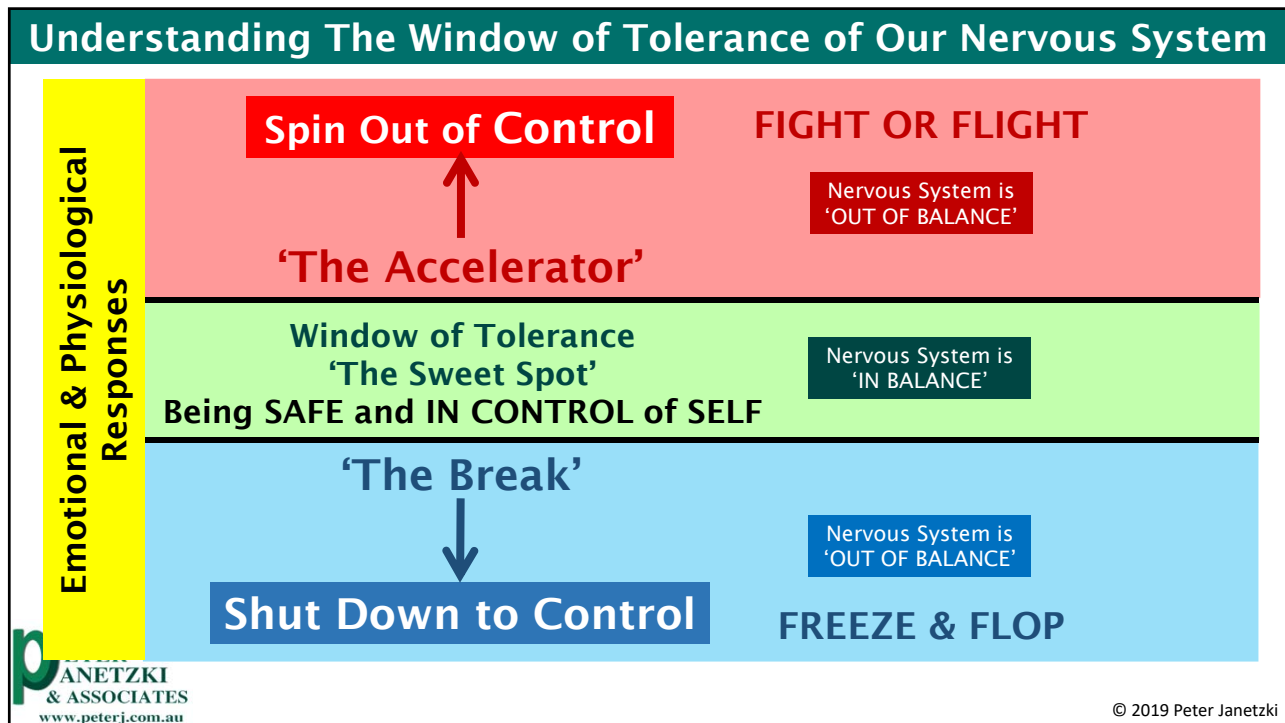 Understanding The Window of Tolerance of Our Nervous System
Emotional & Physiological
Responses
Spin Out of Control
FIGHT OR FLIGHT
Nervous System is
‘OUT OF BALANCE’
‘The Accelerator’
Window of Tolerance
‘The Sweet Spot’
Being SAFE and IN CONTROL of SELF
Nervous System is
‘IN BALANCE’
‘The Break’
Nervous System is
‘OUT OF BALANCE’
Shut Down to Control
FREEZE & FLOP
PETER
JANETZKI
& ASSOCIATES
www.peterj.com.au
© 2019 Peter Janetzki